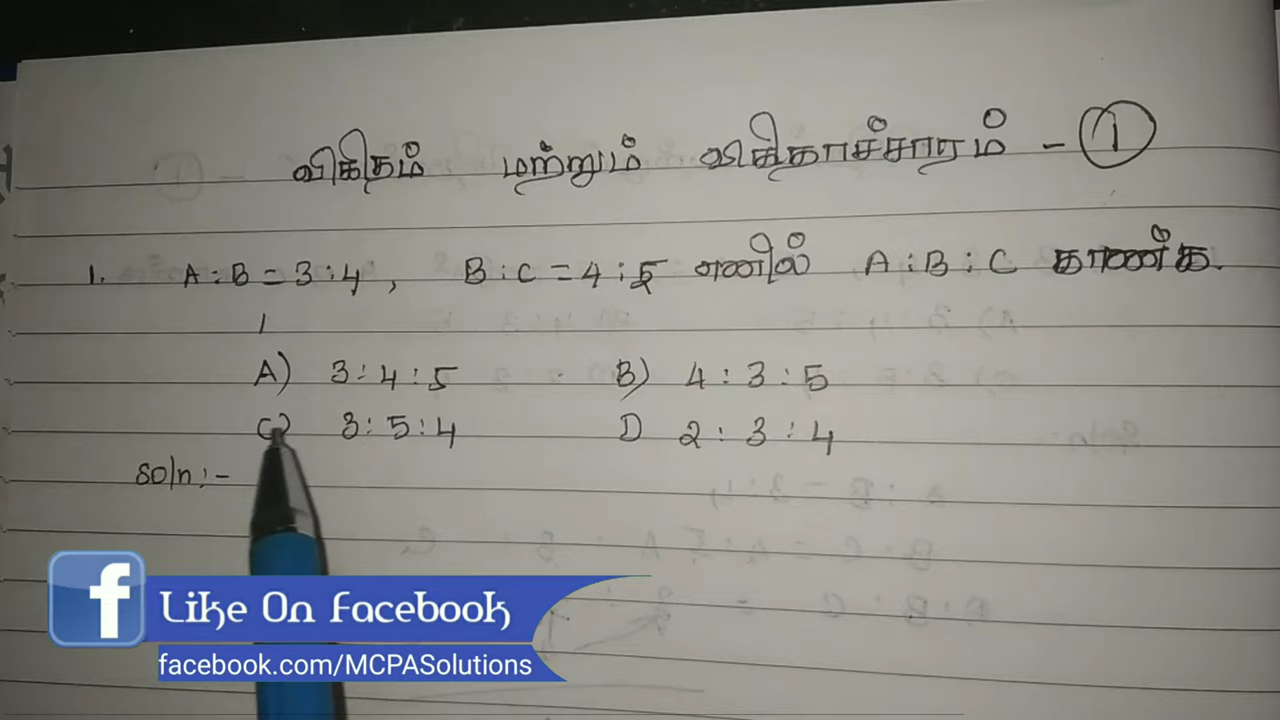 விகிதம் மற்றும் விகிதாச்சாரம் - 1
1. A:B=3:4, B:C=4:5 எனில் A:B:C காண்க.
A) 3:4:5 B) 4:3:5
C) 3:5:4 D 2:3:4
Soln:-
f Like On Facebook
facebook.com/MCPASolutions